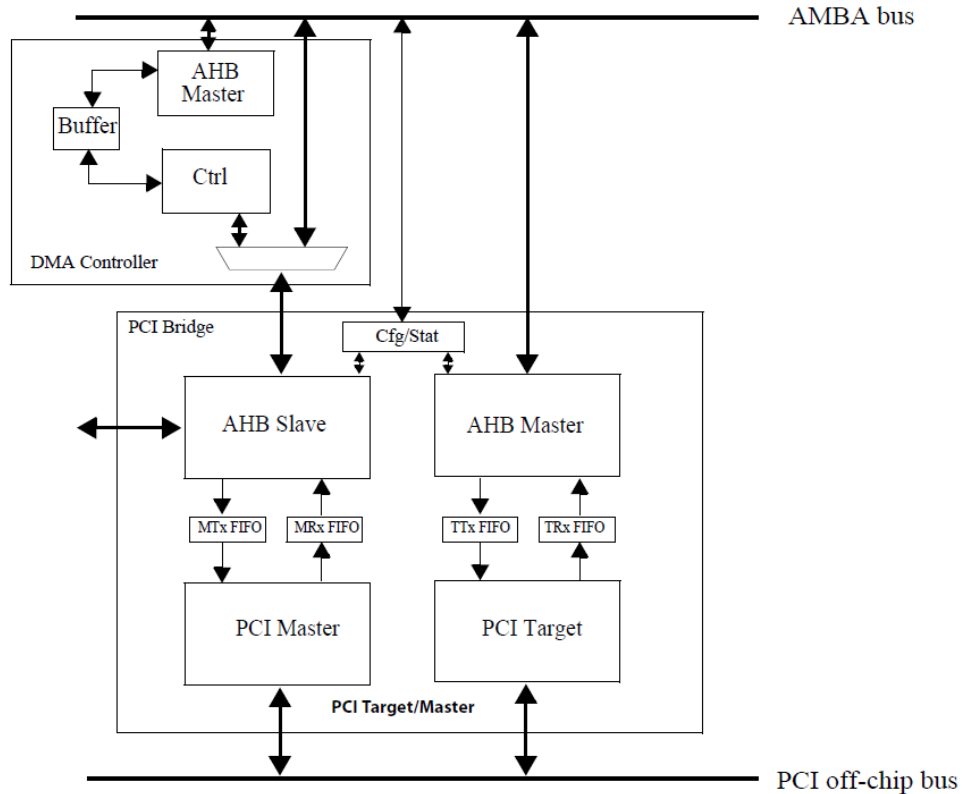 AMBA bus
AHB
Master
Buffer
Ctrl
DMA Controller
PCI Bridge
Cfg/Stat
AHB Slave
AHB Master
MTx FIFO
MRx FIFO
TTx FIFO
TRx FIFO
PCI Master
PCI Target
PCI Target/Master
PCI off-chip bus